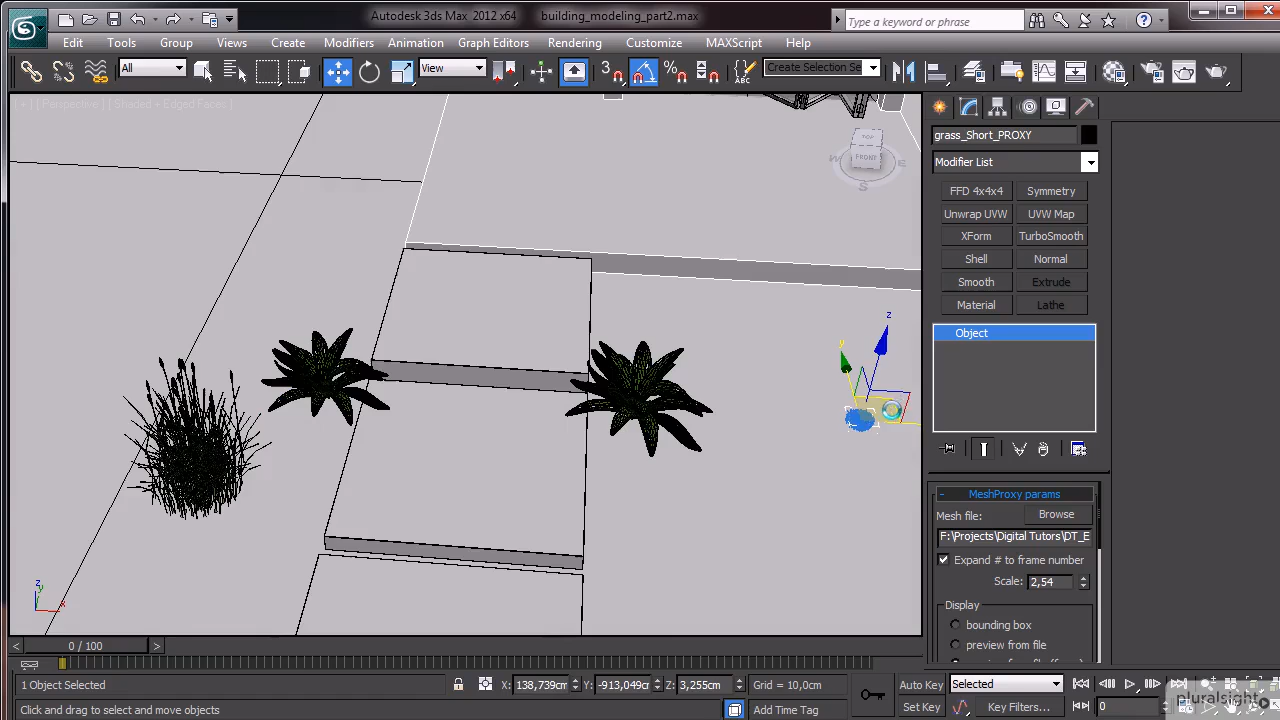 Autodesk 3ds Max 2012 x64 building_modeling_part2.max Type a keyword or phrase
Edit Tools Group Views Create Modifiers Animation Graph Editors Rendering Customize MAXScript Help
All View 3 Create Selection Se
[ + ] [ Perspective ] [ Shaded + Edged Faces ]
TOP
FRONT
W E
S
grass_Short_PROXY
Modifier List
FFD 4x4x4 Symmetry
Unwrap UVW UVW Map
XForm TurboSmooth
Shell Normal
Smooth Extrude
Material Lathe
Object
z
y
- MeshProxy params
Mesh file: Browse
F:\Projects\Digital Tutors\DT_E
Expand # to frame number
Scale: 2,54
Display
bounding box
preview from file
z
y
x
< 0 / 100 >
1 Object Selected X: 138,739cm Y: -913,049cm Z: 3,255cm Grid = 10,0cm Auto Key Selected
Click and drag to select and move objects Add Time Tag Set Key Key Filters... 0
pluralsight